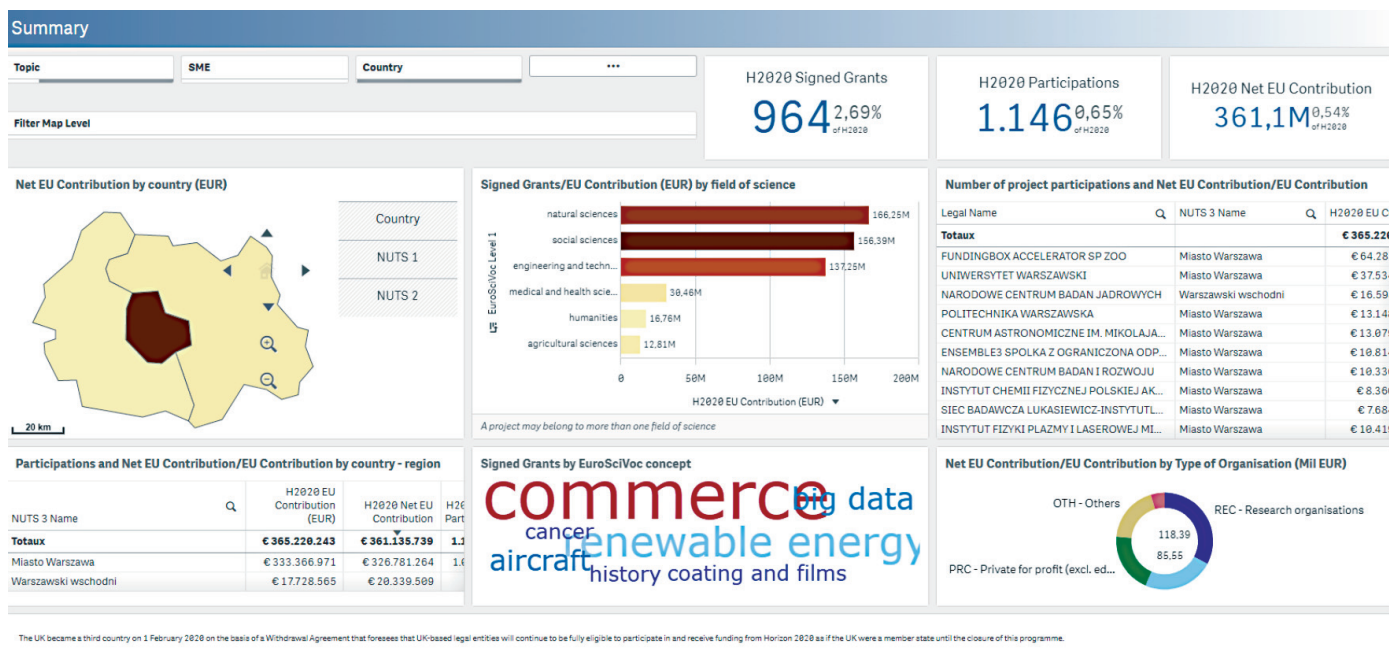 Summary
Topic
SME
Country
...
Filter Map Level
H2020 Signed Grants
964 2,69%
of H2020
H2020 Participations
1.146 0,65%
of H2020
H2020 Net EU Contribution
361,1M 0,54%
of H2020
Net EU Contribution by country (EUR)
Country
NUTS 1
NUTS 2
20 km
Signed Grants/EU Contribution (EUR) by field of science
EuroSciVoc Level 1
natural sciences 166,25M
social sciences 156,39M
engineering and techn... 137,25M
medical and health scie... 30,46M
humanities 16,76M
agricultural sciences 12,81M
0 50M 100M 150M 200M
H2020 EU Contribution (EUR)
A project may belong to more than one field of science
Number of project participations and Net EU Contribution/EU Contribution
Legal Name NUTS 3 Name H2020 EU C
Totaux € 365.220
FUNDINGBOX ACCELERATOR SP ZOO Miasto Warszawa € 64.28
UNIWERSYTET WARSZAWSKI Miasto Warszawa € 37.53
NARODOWE CENTRUM BADAN JADROWYCH Warszawski wschodni € 16.59
POLITECHNIKA WARSZAWSKA Miasto Warszawa € 13.14
CENTRUM ASTRONOMICZNE IM. MIKOLAJA... Miasto Warszawa € 13.07
ENSEMBLE3 SPOLKA Z OGRANICZONA ODP... Miasto Warszawa € 10.81
NARODOWE CENTRUM BADAN I ROZWOJU Miasto Warszawa € 10.33
INSTYTUT CHEMII FIZYCZNEJ POLSKIEJ AK... Miasto Warszawa € 8.36
SIEC BADAWCZA LUKASIEWICZ-INSTYTUTL... Miasto Warszawa € 7.68
INSTYTUT FIZYKI PLAZMY I LASEROWEJ MI... Miasto Warszawa € 10.41
Participations and Net EU Contribution/EU Contribution by country - region
NUTS 3 Name H2020 EU Contribution (EUR) H2020 Net EU Contribution H20 Part
Totaux € 365.220.243 € 361.135.739 1.1
Miasto Warszawa € 333.366.971 € 326.781.264 1.0
Warszawski wschodni € 17.728.565 € 20.339.509
Signed Grants by EuroSciVoc concept
commerce
big data
cancer
renewable energy
aircraft
history coating and films
Net EU Contribution/EU Contribution by Type of Organisation (Mil EUR)
OTH - Others
REC - Research organisations
118,39
85,55
PRC - Private for profit (excl. ed...
The UK became a third country on 1 February 2020 on the basis of a Withdrawal Agreement that foresees that UK-based legal entities will continue to be fully eligible to participate in and receive funding from Horizon 2020 as if the UK were a member state until the closure of this programme.